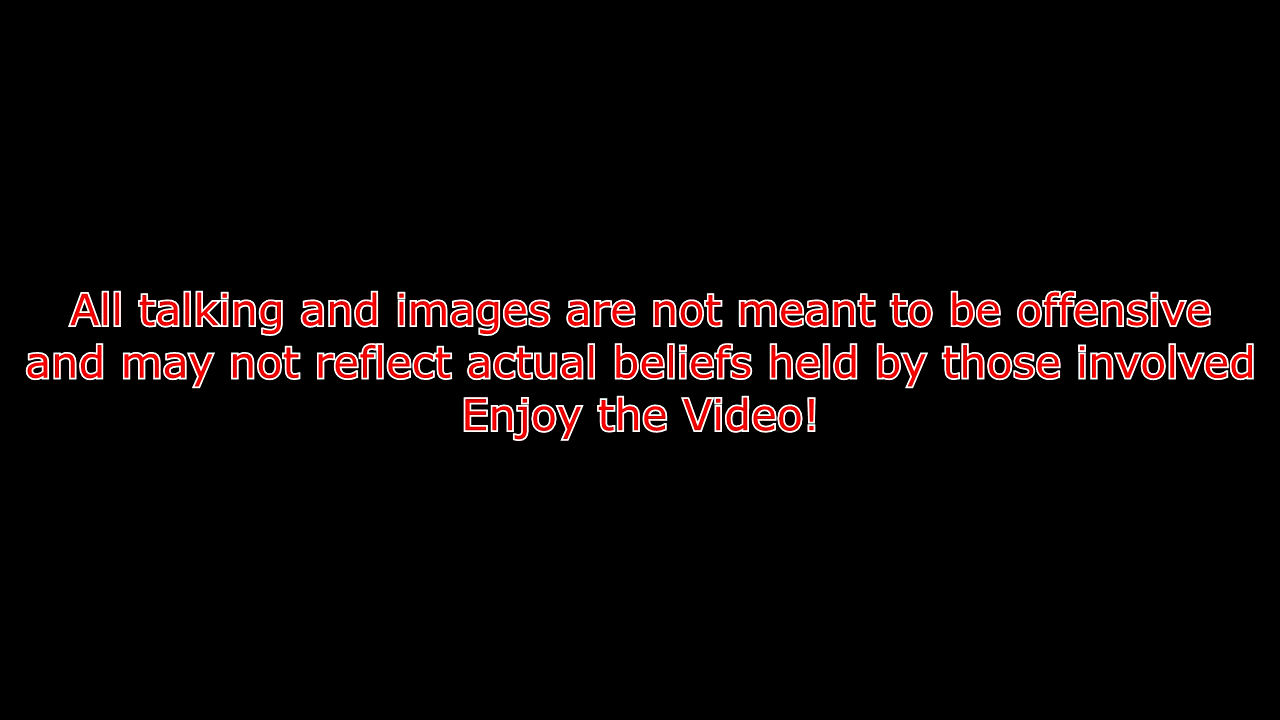 All talking and images are not meant to be offensive
and may not reflect actual beliefs held by those involved
Enjoy the Video!